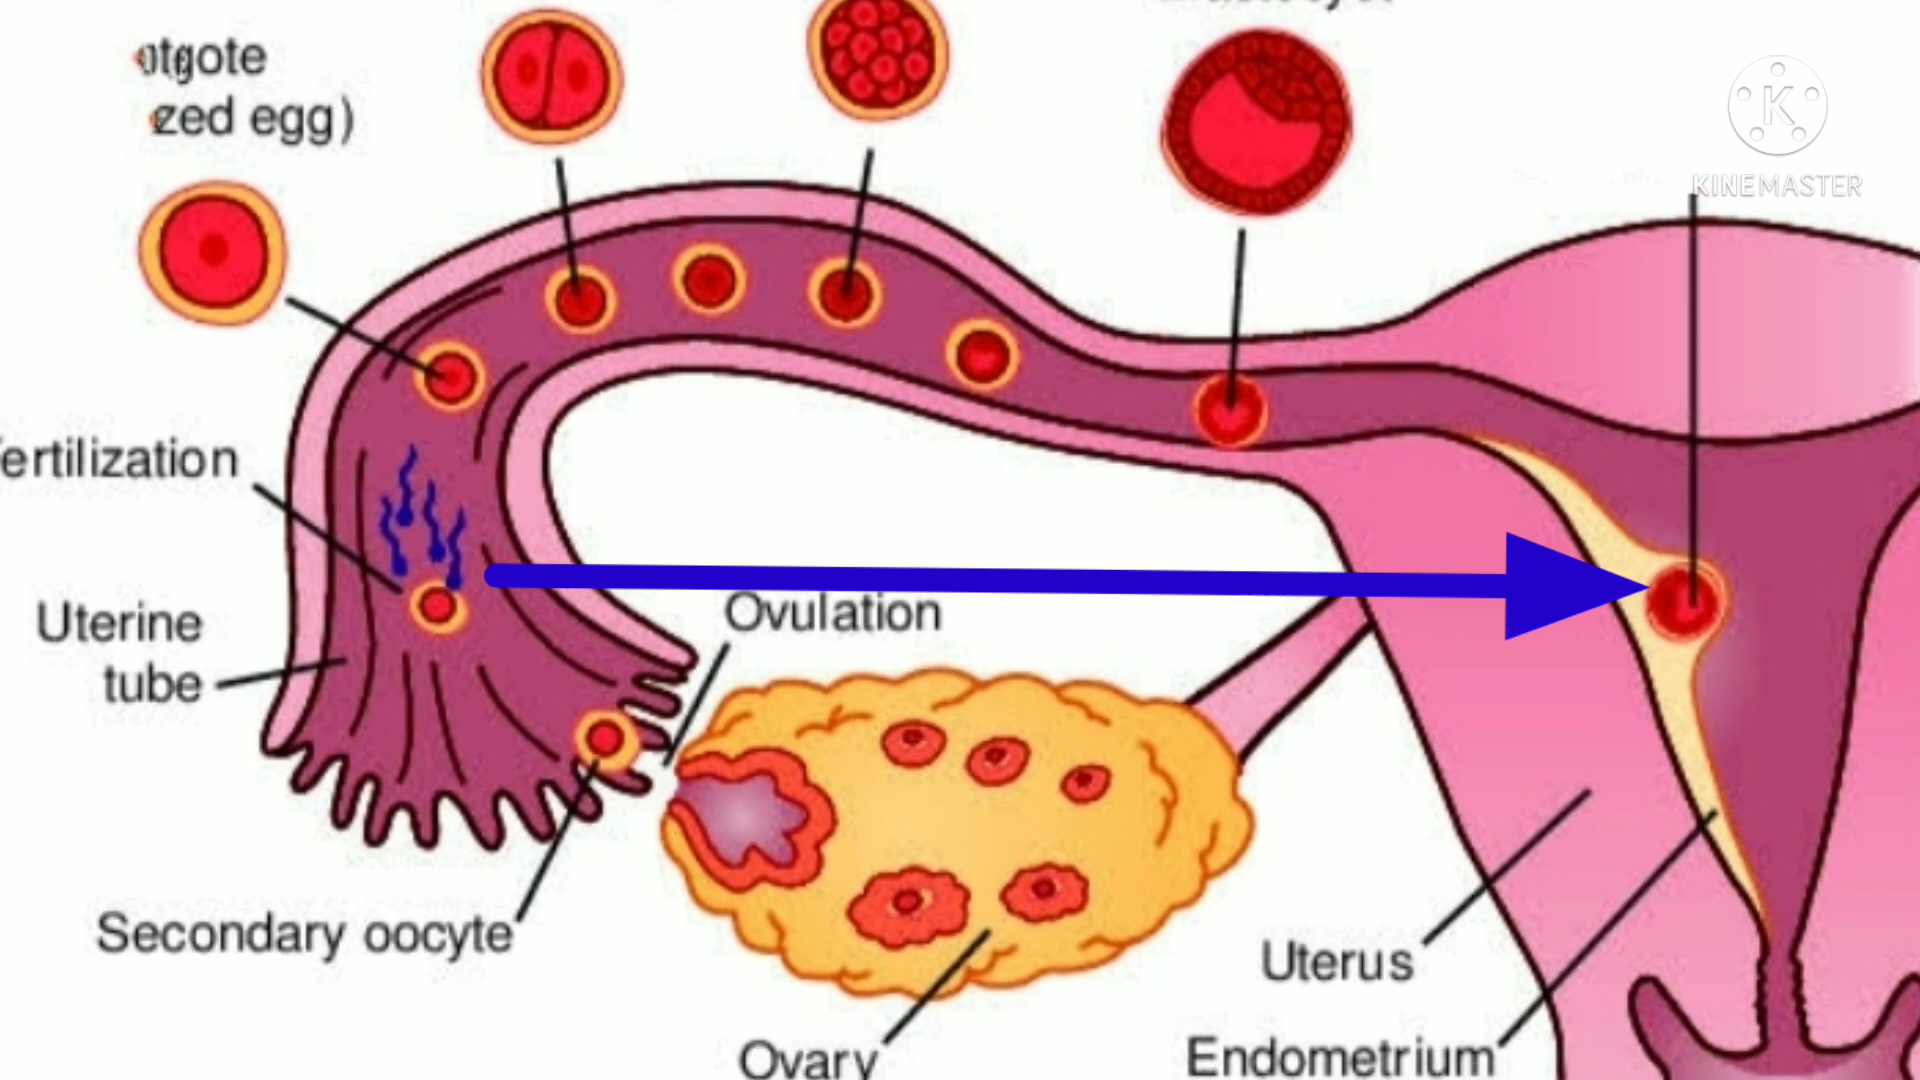 zed egg)
K
KINEMASTER
ertilization
Uterine
tube
Ovulation
Secondary oocyte
Uterus
Ovary
Endometrium